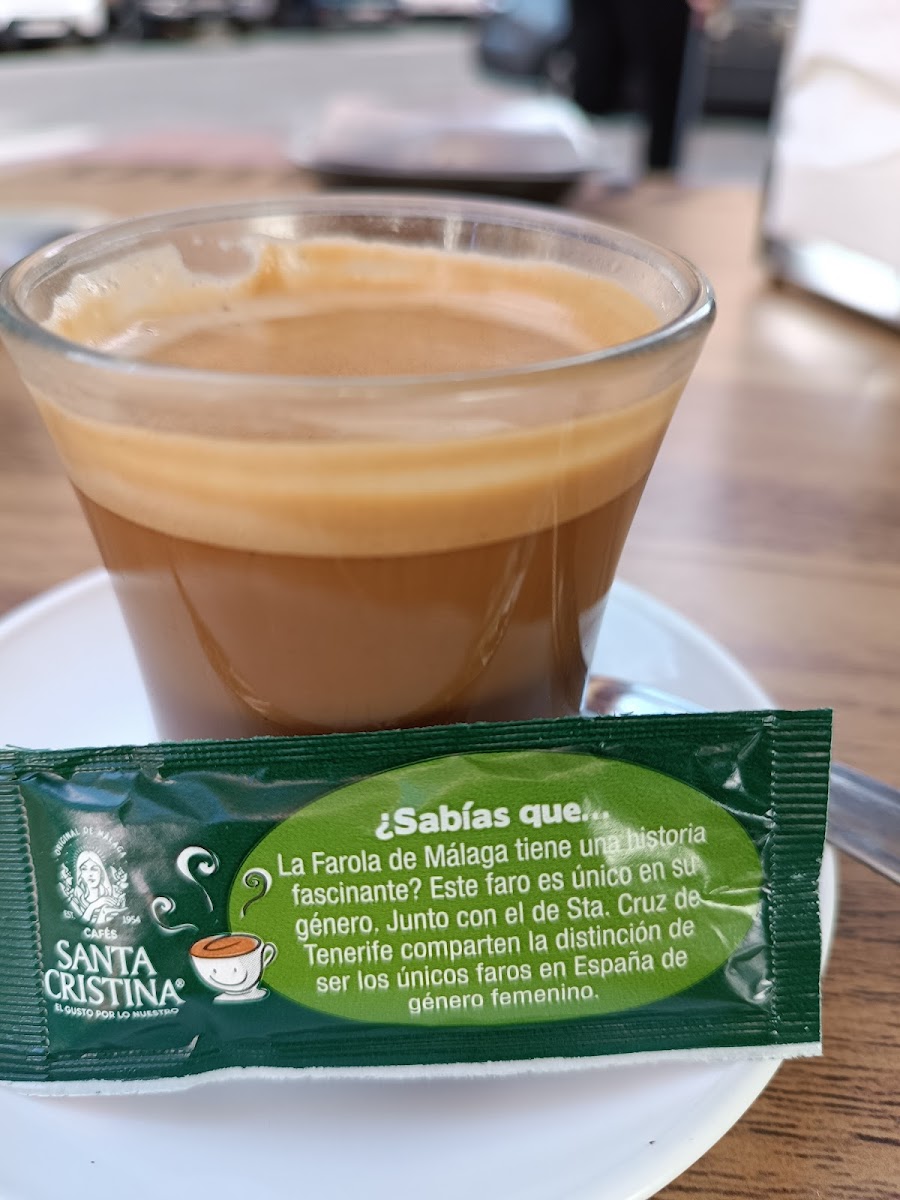 ORIGINAL DE MÁLAGA
EST. 1954
CAFÉS
SANTA
CRISTINA®
EL GUSTO POR LO NUESTRO
¿Sabías que...
La Farola de Málaga tiene una historia
fascinante? Este faro es único en su
género. Junto con el de Sta. Cruz de
Tenerife comparten la distinción de
ser los únicos faros en España de
género femenino.